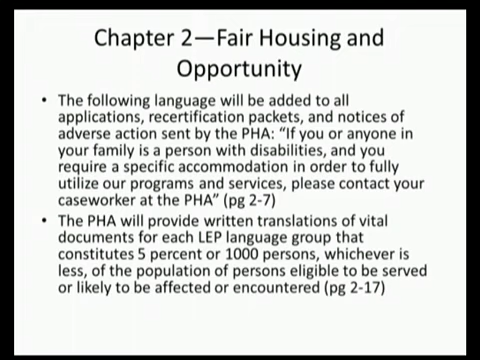 Chapter 2—Fair Housing and
Opportunity
• The following language will be added to all
applications, recertification packets, and notices of
adverse action sent by the PHA: “If you or anyone in
your family is a person with disabilities, and you
require a specific accommodation in order to fully
utilize our programs and services, please contact your
caseworker at the PHA” (pg 2-7)
• The PHA will provide written translations of vital
documents for each LEP language group that
constitutes 5 percent or 1000 persons, whichever is
less, of the population of persons eligible to be served
or likely to be affected or encountered (pg 2-17)